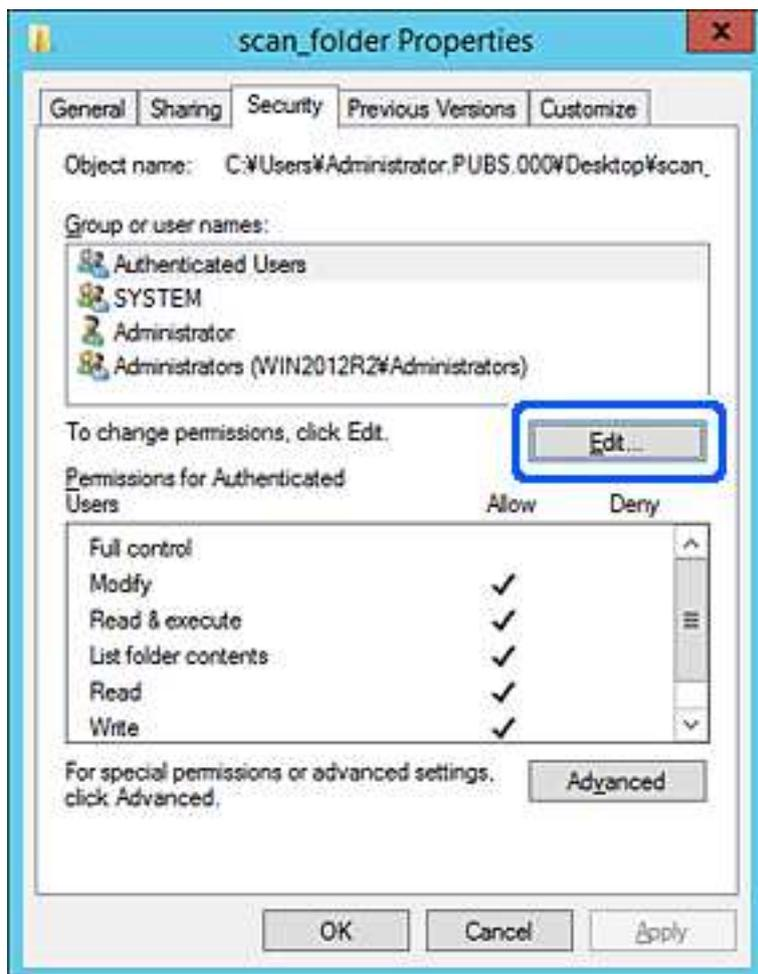 scan_folder Properties
x
General Sharing Security Previous Versions Customize
Object name: C:¥Users¥Administrator.PUBS.000¥Desktop¥scan_
Group or user names:
Authenticated Users
SYSTEM
Administrator
Administrators (WIN2012R2¥Administrators)
To change permissions, click Edit.
Edit...
Permissions for Authenticated
Users Allow Deny
Full control
Modify
Read & execute
List folder contents
Read
Write
For special permissions or advanced settings,
click Advanced.
Advanced
OK Cancel Apply